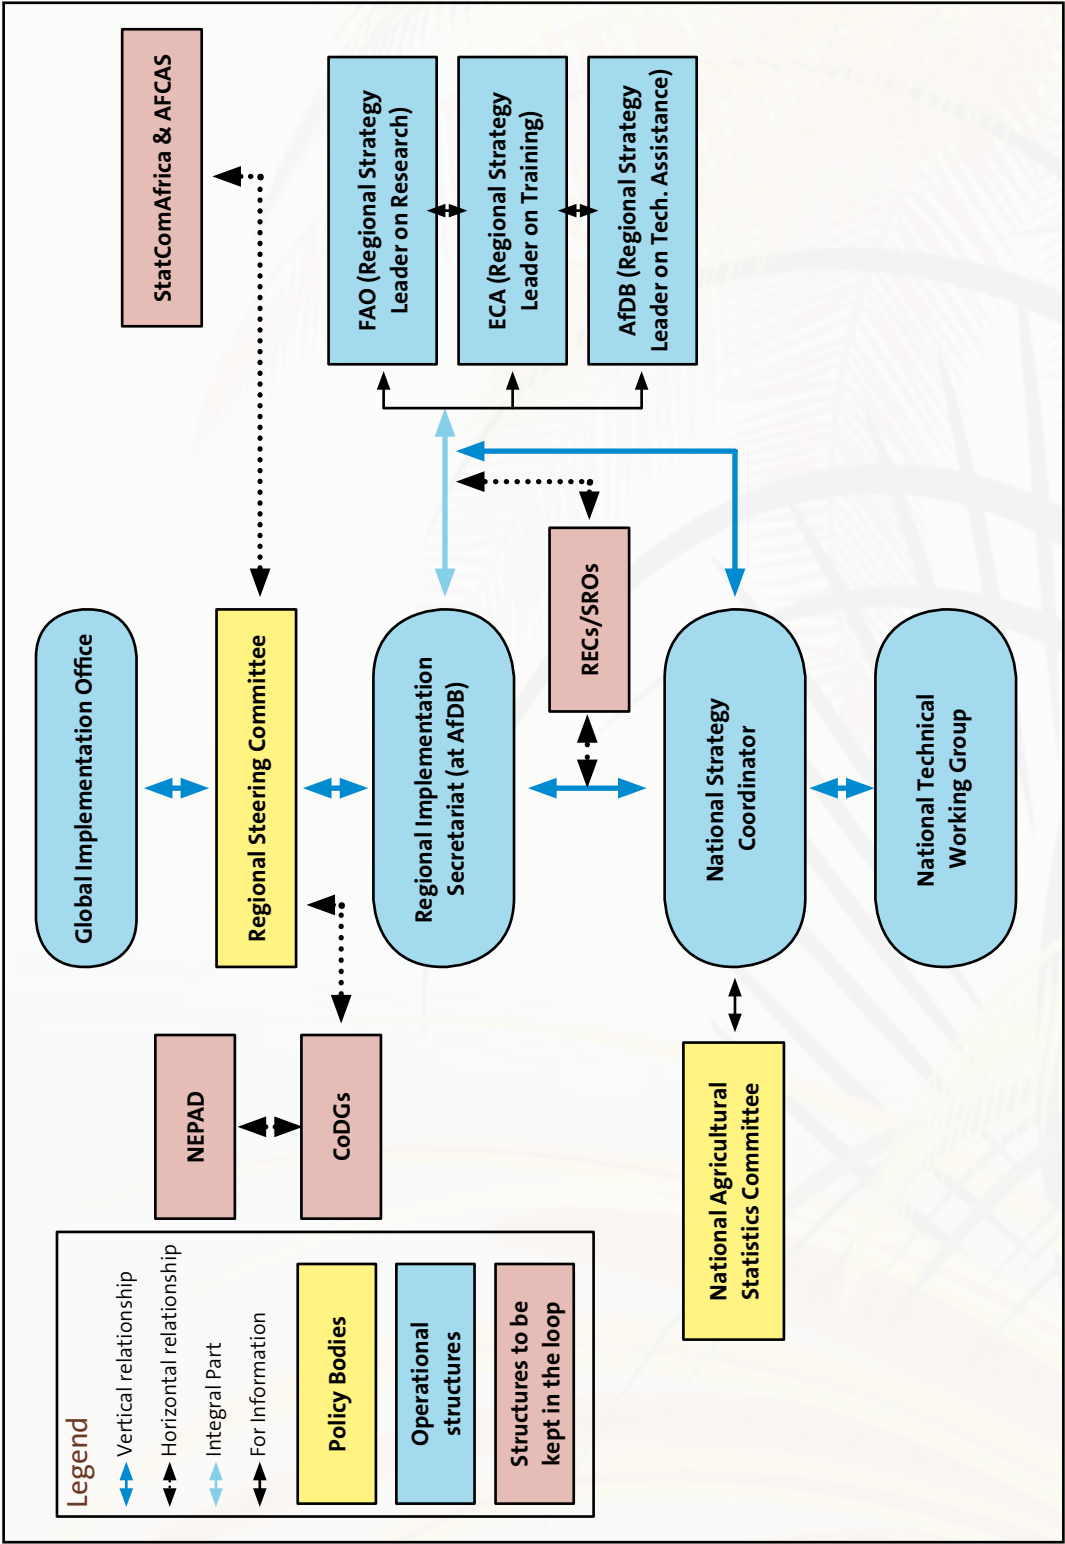 Global Implementation Office
StatComAfrica & AFCAS
NEPAD
Regional Steering Committee
CoDGs
Regional Implementation
Secretariat (at AfDB)
FAO (Regional Strategy
Leader on Research)
ECA (Regional Strategy
Leader on Training)
AfDB (Regional Strategy
Leader on Tech. Assistance)
RECs/SROs
National Agricultural
Statistics Committee
National Strategy
Coordinator
National Technical
Working Group
Legend
Vertical relationship
Horizontal relationship
Integral Part
For Information
Policy Bodies
Operational
structures
Structures to be
kept in the loop